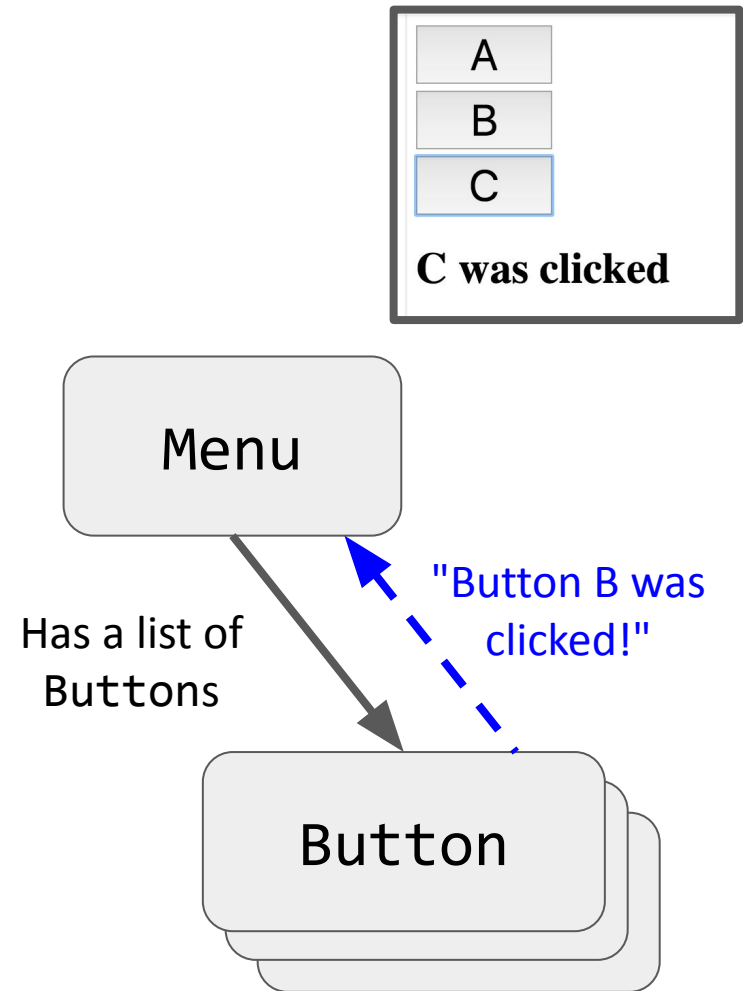 A
B
C
C was clicked
Menu
"Button B was
clicked!"
Has a list of
Buttons
Button